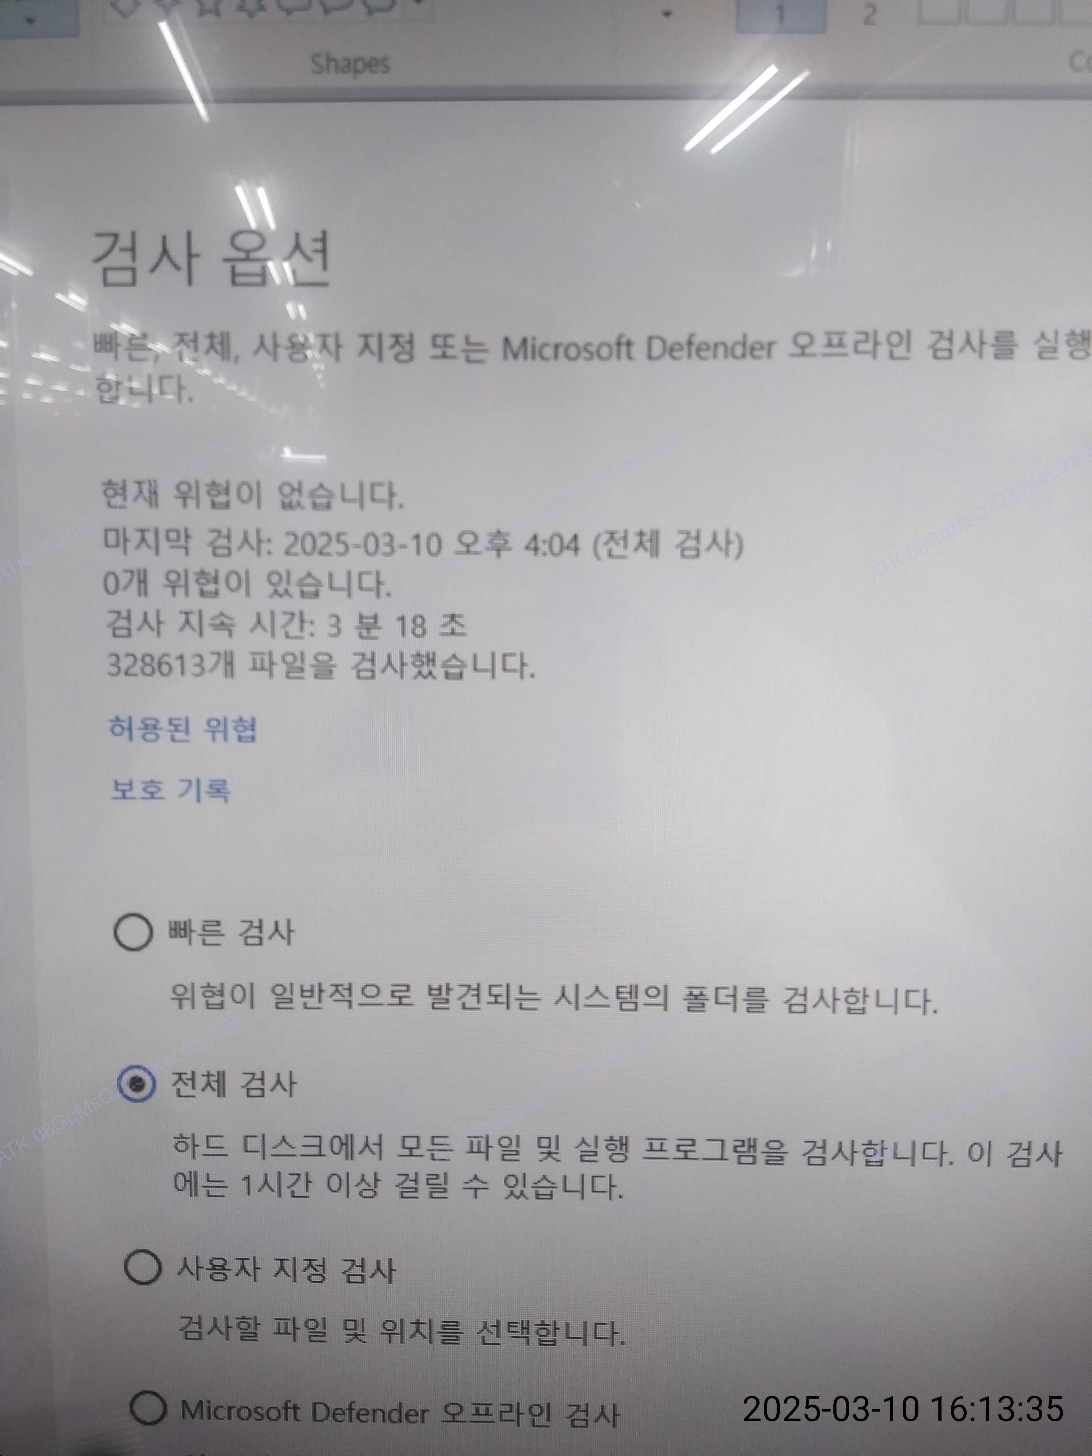 1 2
Shapes
검사 옵션
빠른, 전체, 사용자 지정 또는 Microsoft Defender 오프라인 검사를 실행
합니다.
현재 위협이 없습니다.
마지막 검사: 2025-03-10 오후 4:04 (전체 검사)
0개 위협이 있습니다.
검사 지속 시간: 3 분 18 초
328613개 파일을 검사했습니다.
허용된 위협
보호 기록
빠른 검사
위협이 일반적으로 발견되는 시스템의 폴더를 검사합니다.
전체 검사
하드 디스크에서 모든 파일 및 실행 프로그램을 검사합니다. 이 검사
에는 1시간 이상 걸릴 수 있습니다.
사용자 지정 검사
검사할 파일 및 위치를 선택합니다.
Microsoft Defender 오프라인 검사
2025-03-10 16:13:35